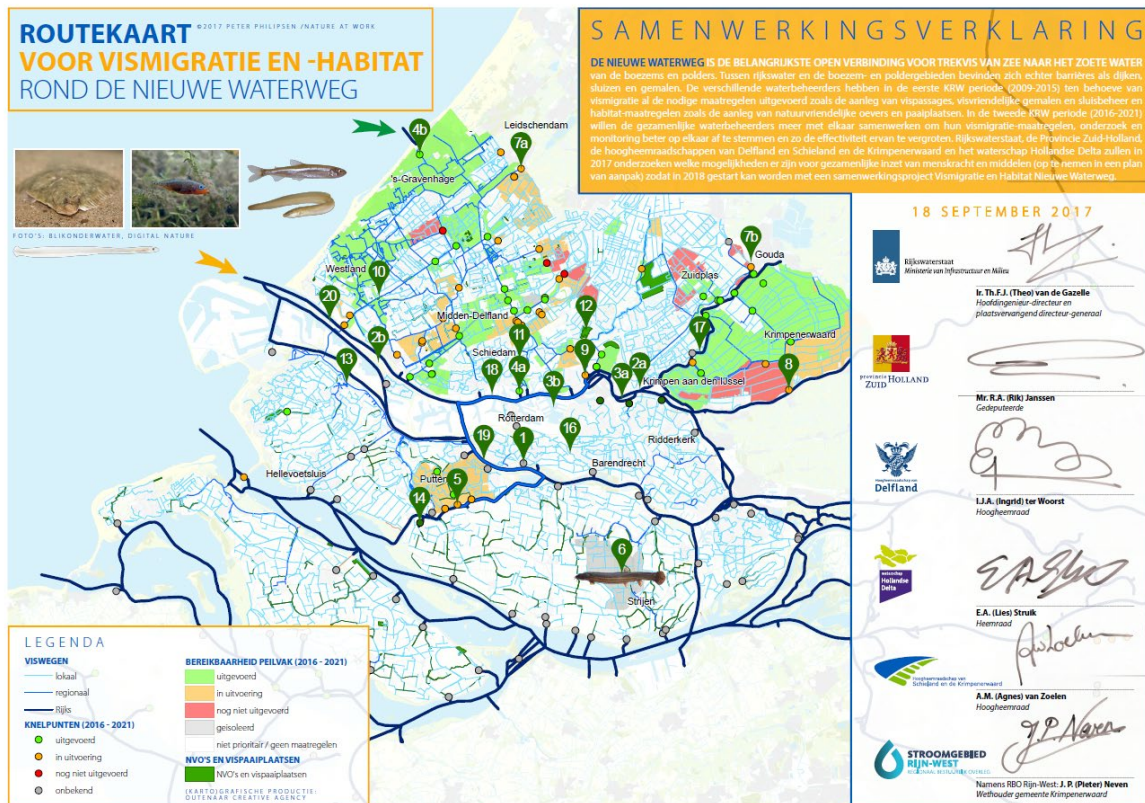 ROUTEKAART
©2017 PETER PHILIPSEN /NATURE AT WORK
VOOR VISMIGRATIE EN -HABITAT
ROND DE NIEUWE WATERWEG
SAMENWERKINGSVERKLARING
DE NIEUWE WATERWEG IS DE BELANGRIJKSTE OPEN VERBINDING VOOR TREKVIS VAN ZEE NAAR HET ZOETE WATER
van de boezems en polders. Tussen rijkswater en de boezem- en poldergebieden bevinden zich echter barrières als dijken,
sluizen en gemalen. De verschillende waterbeheerders hebben in de eerste KRW periode (2009-2015) ten behoeve van
vismigratie al de nodige maatregelen uitgevoerd zoals de aanleg van vispassages, visvriendelijke gemalen en sluisbeheer en
habitat-maatregelen zoals de aanleg van natuurvriendelijke oevers en paaiplaatsen. In de tweede KRW periode (2016-2021)
willen de gezamenlijke waterbeheerders meer met elkaar samenwerken om hun vismigratie-maatregelen, onderzoek en
monitoring beter op elkaar af te stemmen en zo de effectiviteit ervan te vergroten. Rijkswaterstaat, de Provincie Zuid-Holland,
de hoogheemraadschappen van Delfland en Schieland en de Krimpenerwaard en het waterschap Hollandse Delta zullen in
2017 onderzoeken welke mogelijkheden er zijn voor gezamenlijke inzet van menskracht en middelen (op te nemen in een plan
van aanpak) zodat in 2018 gestart kan worden met een samenwerkingsproject Vismigratie en Habitat Nieuwe Waterweg.
FOTO'S: BLIKONDERWATER, DIGITAL NATURE
4b
Leidschendam
7a
's-Gravenhage
7b
Gouda
Westland
10
Zuidplas
20
12
Midden-Delfland
Krimpenerwaard
2b
11
17
13
Schiedam
9
18
4a
3b
3a
2a
8
Krimpen aan den IJssel
Rotterdam
19
1
16
Ridderkerk
Barendrecht
Hellevoetsluis
Putten
5
14
6
Strijen
LEGENDA
VISWEGEN
lokaal
regionaal
Rijks
KNELPUNTEN (2016 - 2021)
uitgevoerd
in uitvoering
nog niet uitgevoerd
onbekend
BEREIKBAARHEID PEILVAK (2016 - 2021)
uitgevoerd
in uitvoering
nog niet uitgevoerd
geïsoleerd
niet prioritair / geen maatregelen
NVO'S EN VISPAAIPLAATSEN
NVO's en vispaaiplaatsen
(KARTO)GRAFISCHE PRODUCTIE:
OUTENAAR CREATIVE AGENCY
18 SEPTEMBER 2017
Rijkswaterstaat
Ministerie van Infrastructuur en Milieu
Ir. Th.F.J. (Theo) van de Gazelle
Hoofdingenieur-directeur en
plaatsvervangend directeur-generaal
provincie
ZUID HOLLAND
Mr. R.A. (Rik) Janssen
Gedeputeerde
Hoogheemraadschap van
Delfland
I.J.A. (Ingrid) ter Woorst
Hoogheemraad
waterschap
Hollandse
Delta
E.A. (Lies) Struik
Heemraad
Hoogheemraadschap van
Schieland en de Krimpenerwaard
A.M. (Agnes) van Zoelen
Hoogheemraad
STROOMGEBIED
RIJN-WEST
REGIONAAL BESTUURLIJK OVERLEG
J.P. Neven
Namens RBO Rijn-West: J. P. (Pieter) Neven
Wethouder gemeente Krimpenerwaard